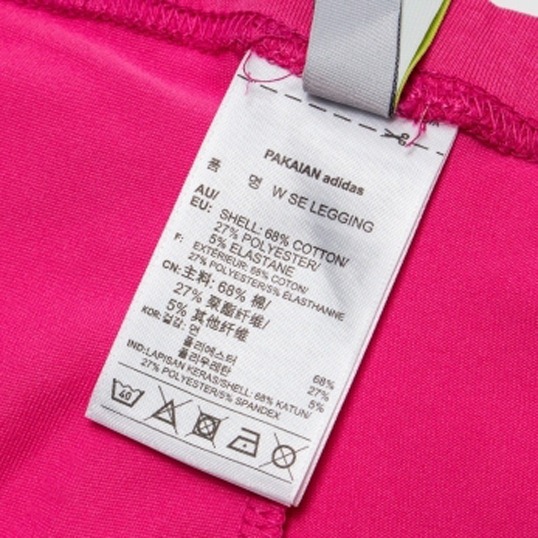 PAKAIAN adidas
품 명 W SE LEGGING
AU/
EU: SHELL: 68% COTTON/
27% POLYESTER/
5% ELASTANE
F: EXTÉRIEUR: 68% COTON/
27% POLYESTER/5% ÉLASTHANNE
CN: 主料: 68% 棉/
27% 聚酯纤维/
5% 其他纤维
KOR: 겉감: 면 68%
폴리에스터 27%
폴리우레탄 5%
IND: LAPISAN KERAS/SHELL: 68% KATUN/
27% POLYESTER/5% SPANDEX
40